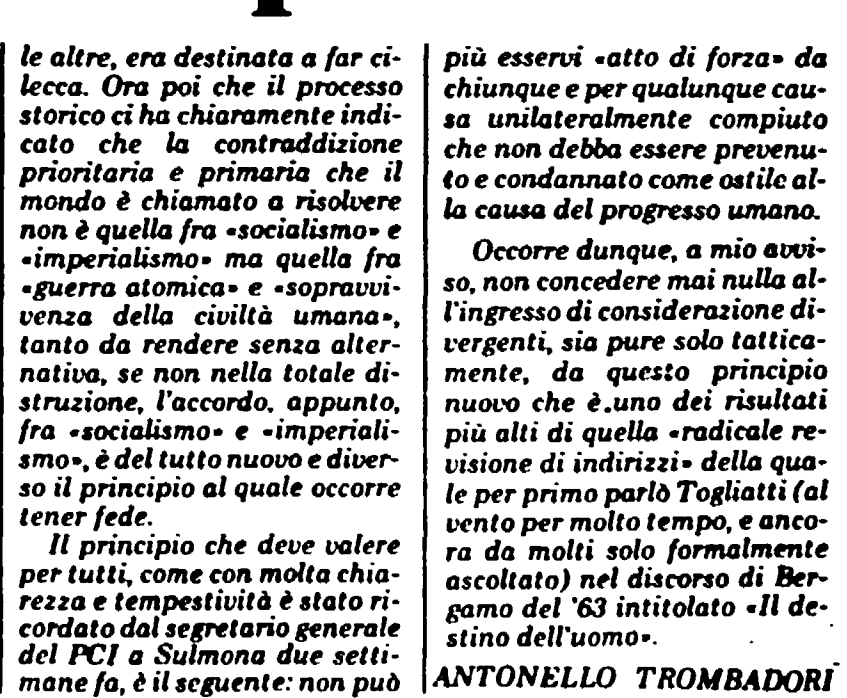 le altre, era destinata a far ci-
lecca. Ora poi che il processo
storico ci ha chiaramente indi-
cato che la contraddizione
prioritaria e primaria che il
mondo è chiamato a risolvere
non è quella fra «socialismo» e
«imperialismo» ma quella fra
«guerra atomica» e «sopravvi-
venza della civiltà umana»,
tanto da rendere senza alter-
nativa, se non nella totale di-
struzione, l'accordo, appunto,
fra «socialismo» e «imperiali-
smo», è del tutto nuovo e diver-
so il principio al quale occorre
tener fede.
Il principio che deve valere
per tutti, come con molta chia-
rezza e tempestività è stato ri-
cordato dal segretario generale
del PCI a Sulmona due setti-
mane fa, è il seguente: non può
più esservi «atto di forza» da
chiunque e per qualunque cau-
sa unilateralmente compiuto
che non debba essere prevenu-
to e condannato come ostile al-
la causa del progresso umano.
Occorre dunque, a mio avvi-
so, non concedere mai nulla al-
l'ingresso di considerazione di-
vergenti, sia pure solo tattica-
mente, da questo principio
nuovo che è uno dei risultati
più alti di quella «radicale re-
visione di indirizzi» della qua-
le per primo parlò Togliatti (al
vento per molto tempo, e anco-
ra da molti solo formalmente
ascoltato) nel discorso di Ber-
gamo del '63 intitolato «Il de-
stino dell'uomo».
ANTONELLO TROMBADORI